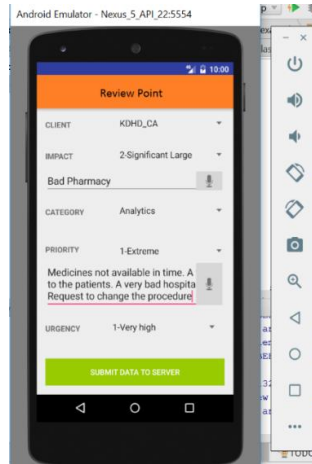 Android Emulator - Nexus_5_API_22:5554
10:00
Review Point
CLIENT KDHD_CA
IMPACT 2-Significant Large
Bad Pharmacy
CATEGORY Analytics
PRIORITY 1-Extreme
Medicines not available in time. A
to the patients. A very bad hospita
Request to change the procedure
URGENCY 1-Very high
SUBMIT DATA TO SERVER